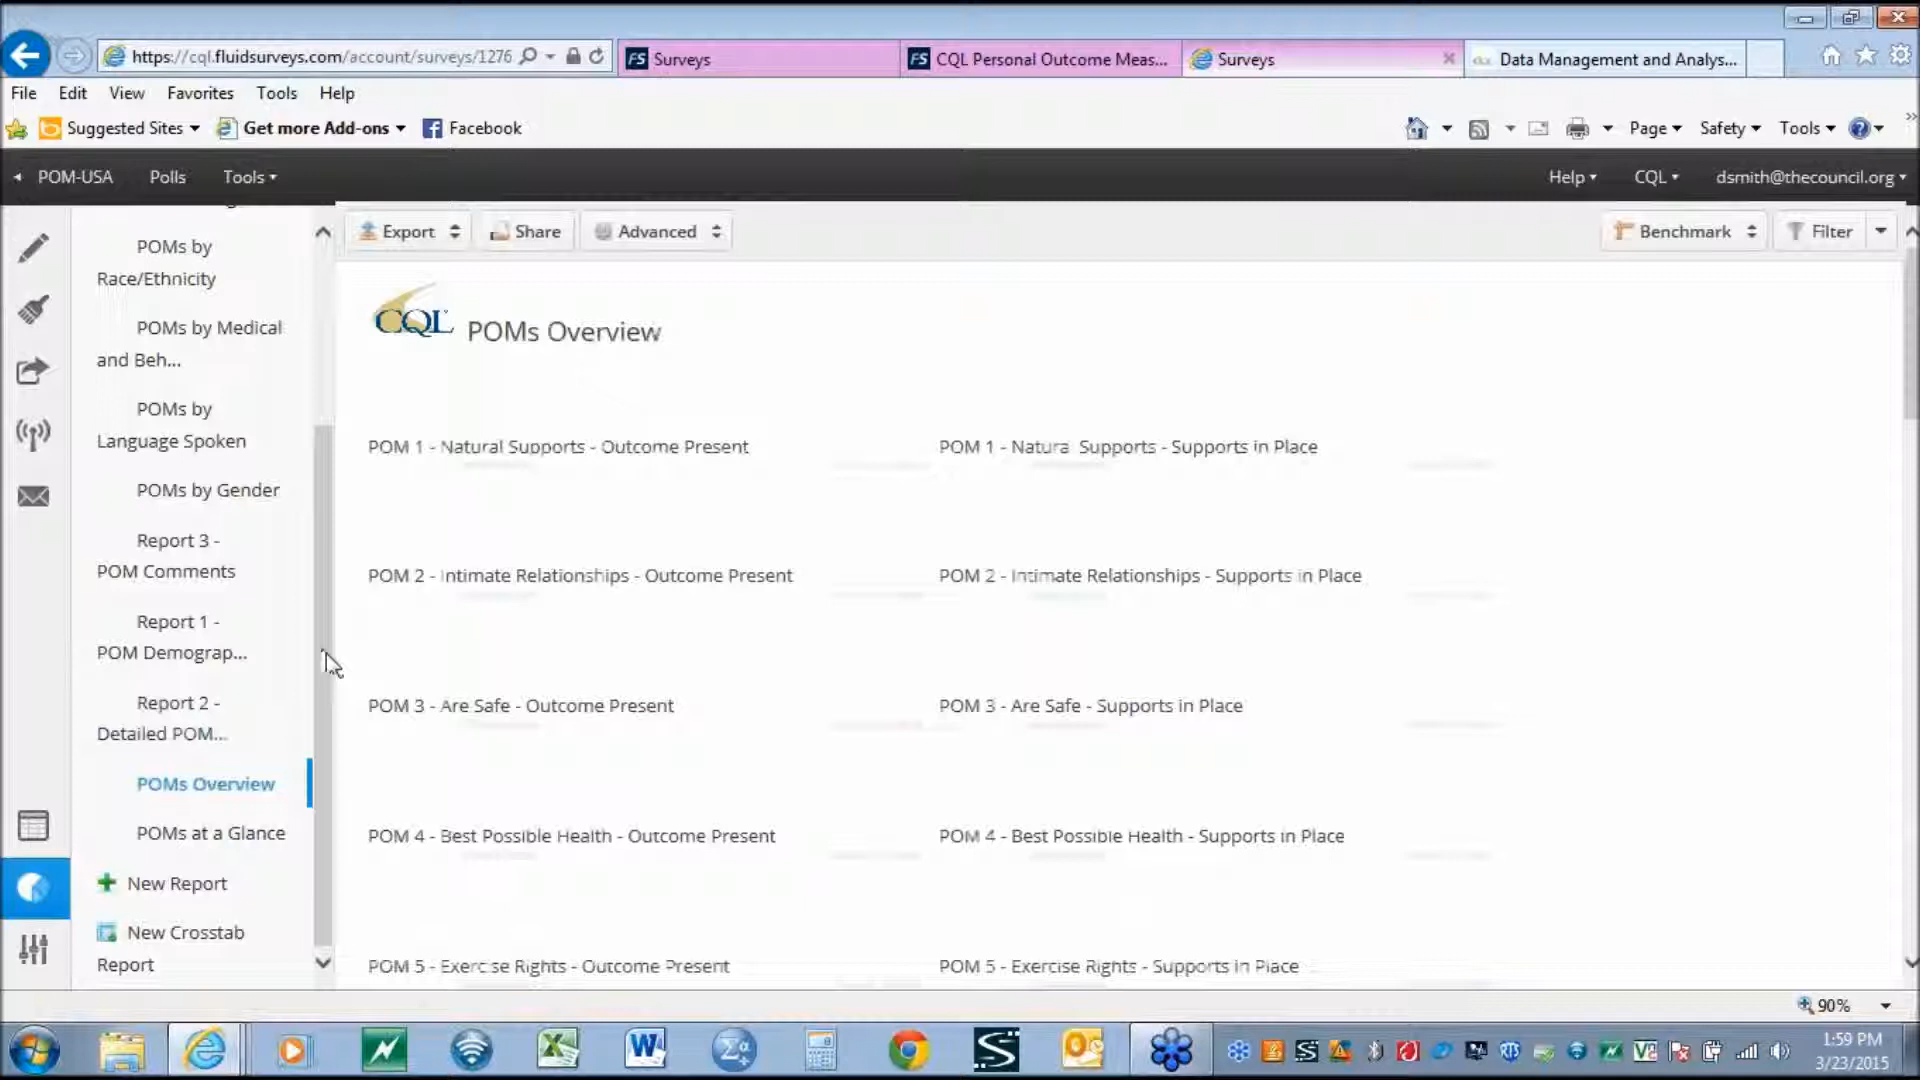 https://cql.fluidsurveys.com/account/surveys/1276
FS Surveys
FS CQL Personal Outcome Meas...
Surveys
Data Management and Analys...
File Edit View Favorites Tools Help
Suggested Sites
Get more Add-ons
Facebook
Page Safety Tools
POM-USA Polls Tools
Help CQL dsmith@thecouncil.org
Export Share Advanced
Benchmark Filter
POMs by
Race/Ethnicity
POMs by Medical
and Beh...
POMs by
Language Spoken
POMs by Gender
Report 3 -
POM Comments
Report 1 -
POM Demograp...
Report 2 -
Detailed POM...
POMs Overview
POMs at a Glance
New Report
New Crosstab
Report
CQL POMs Overview
POM 1 - Natural Supports - Outcome Present
POM 1 - Natural Supports - Supports in Place
POM 2 - Intimate Relationships - Outcome Present
POM 2 - Intimate Relationships - Supports in Place
POM 3 - Are Safe - Outcome Present
POM 3 - Are Safe - Supports in Place
POM 4 - Best Possible Health - Outcome Present
POM 4 - Best Possible Health - Supports in Place
POM 5 - Exercise Rights - Outcome Present
POM 5 - Exercise Rights - Supports in Place
90%
1:59 PM
3/23/2015